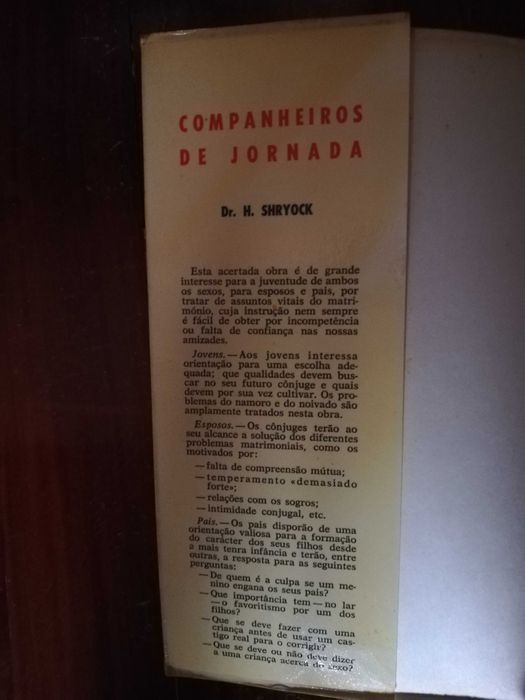 COMPANHEIROS
DE JORNADA
Dr. H. SHRYOCK
Esta acertada obra é de grande
interesse para a juventude de ambos
os sexos, para esposos e pais, por
tratar de assuntos vitais do matri-
mónio, cuja instrução nem sempre
é fácil de obter por incompetência
ou falta de confiança nas nossas
amizades.
Jovens.—Aos jovens interessa
orientação para uma escolha ade-
quada; que qualidades devem bus-
car no seu futuro cônjuge e quais
devem por sua vez cultivar. Os pro-
blemas do namoro e do noivado são
amplamente tratados nesta obra.
Esposos.—Os cônjuges terão ao
seu alcance a solução dos diferentes
problemas matrimoniais, como os
motivados por:
—falta de compreensão mútua;
—temperamento «demasiado
forte»;
—relações com os sogros;
—intimidade conjugal, etc.
Pais.—Os pais disporão de uma
orientação valiosa para a formação
do carácter dos seus filhos desde
a mais tenra infância e terão, entre
outras, a resposta para as seguintes
perguntas:
—De quem é a culpa se um me-
nino engana os seus pais?
—Que importância tem—no lar
—o favoritismo por um dos
filhos?
—Que se deve fazer com uma
criança antes de usar um cas-
tigo real para o corrigir?
—Que se deve ou não deve dizer
a uma criança acerca do sexo?